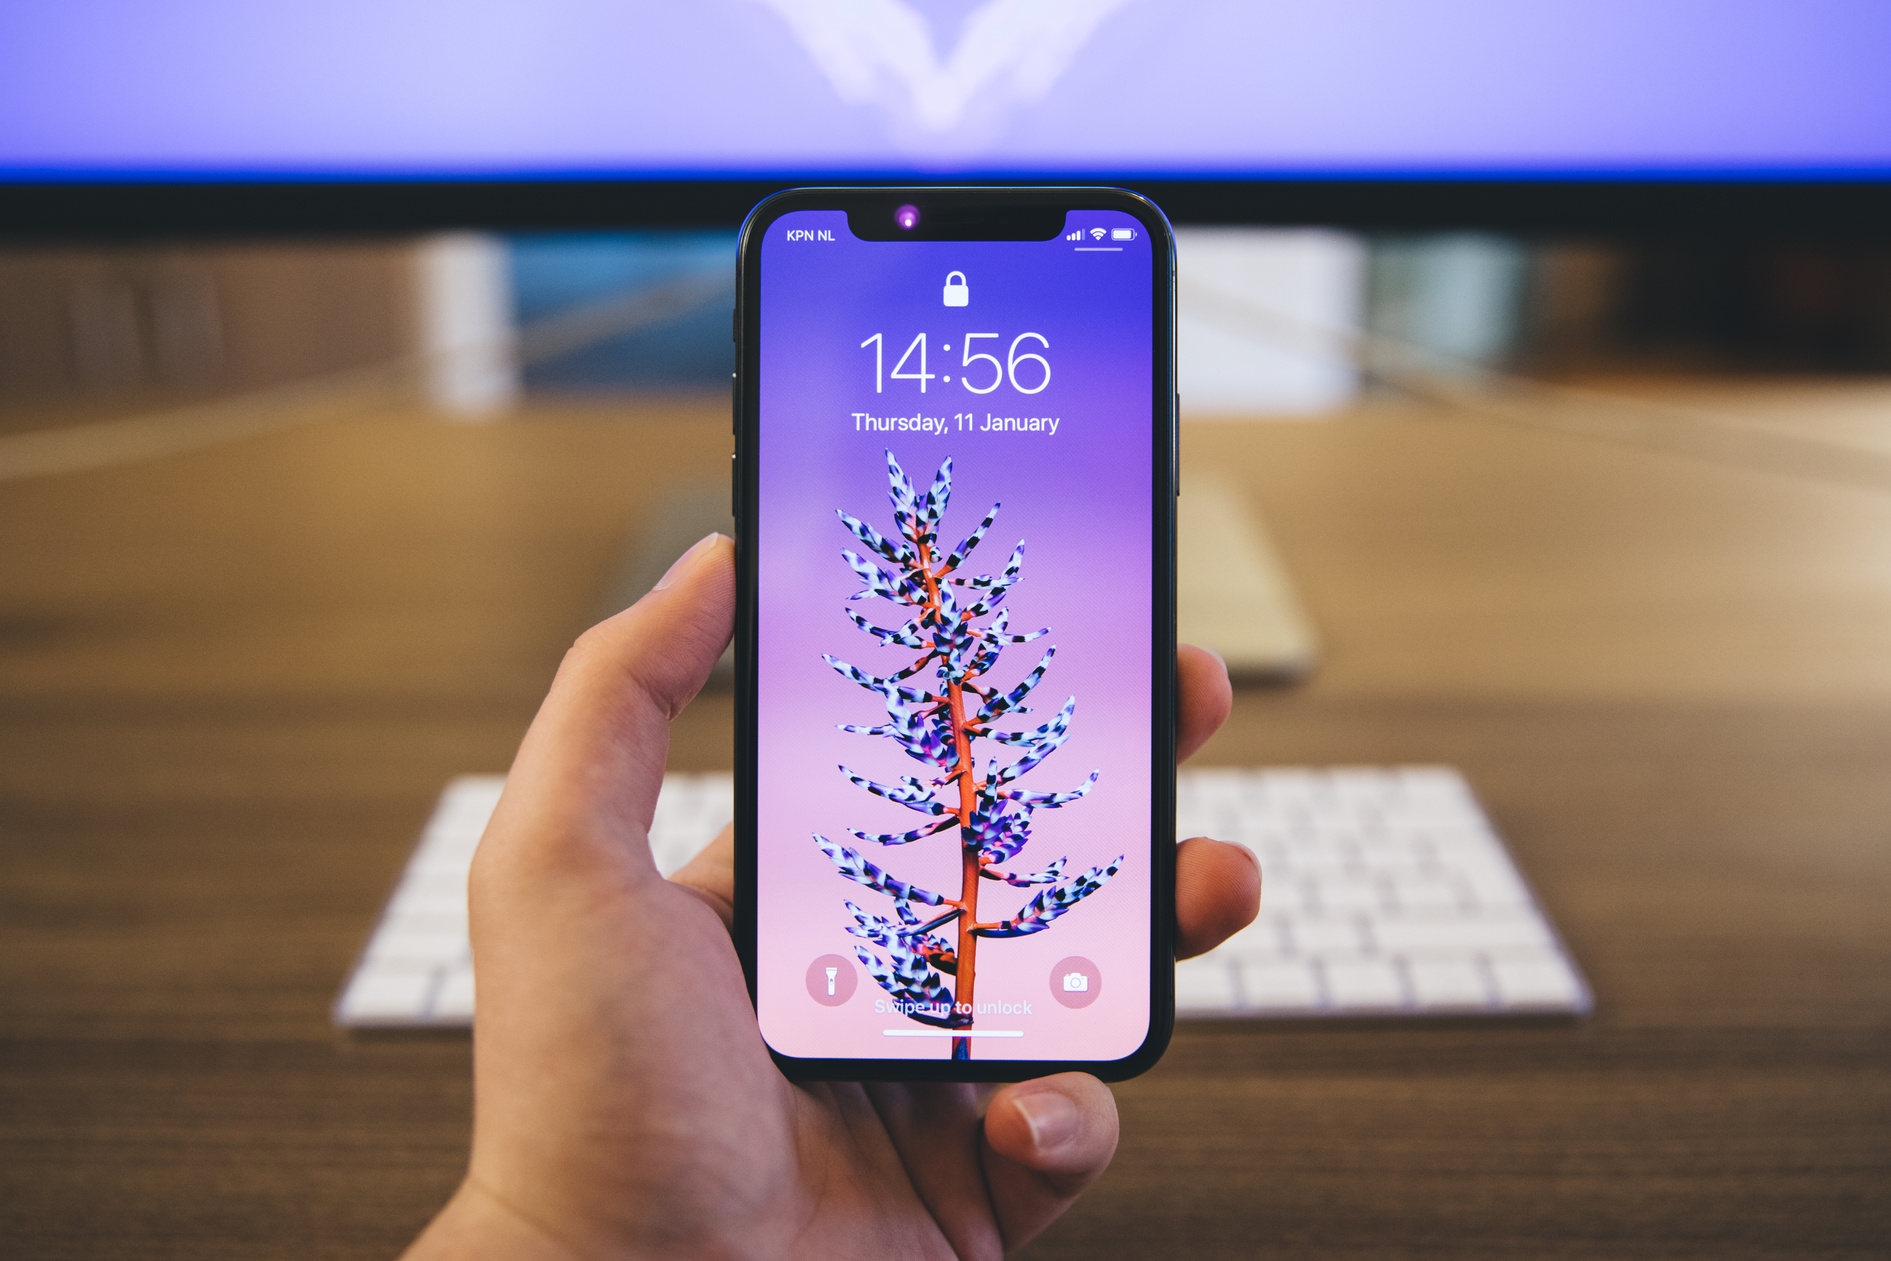 KPN NL
14:56
Thursday, 11 January
Swipe up to unlock